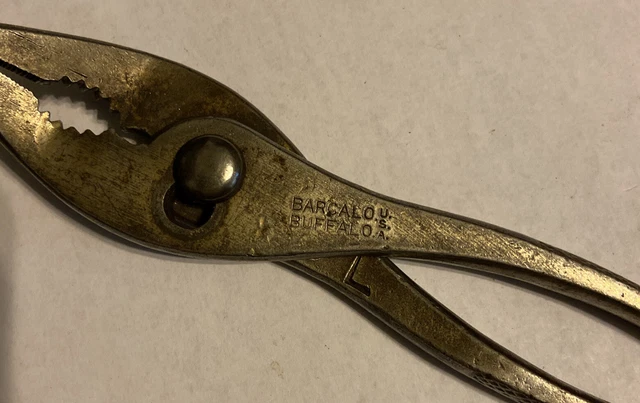 BARCALO U.
BUFFALO S.
A.
L